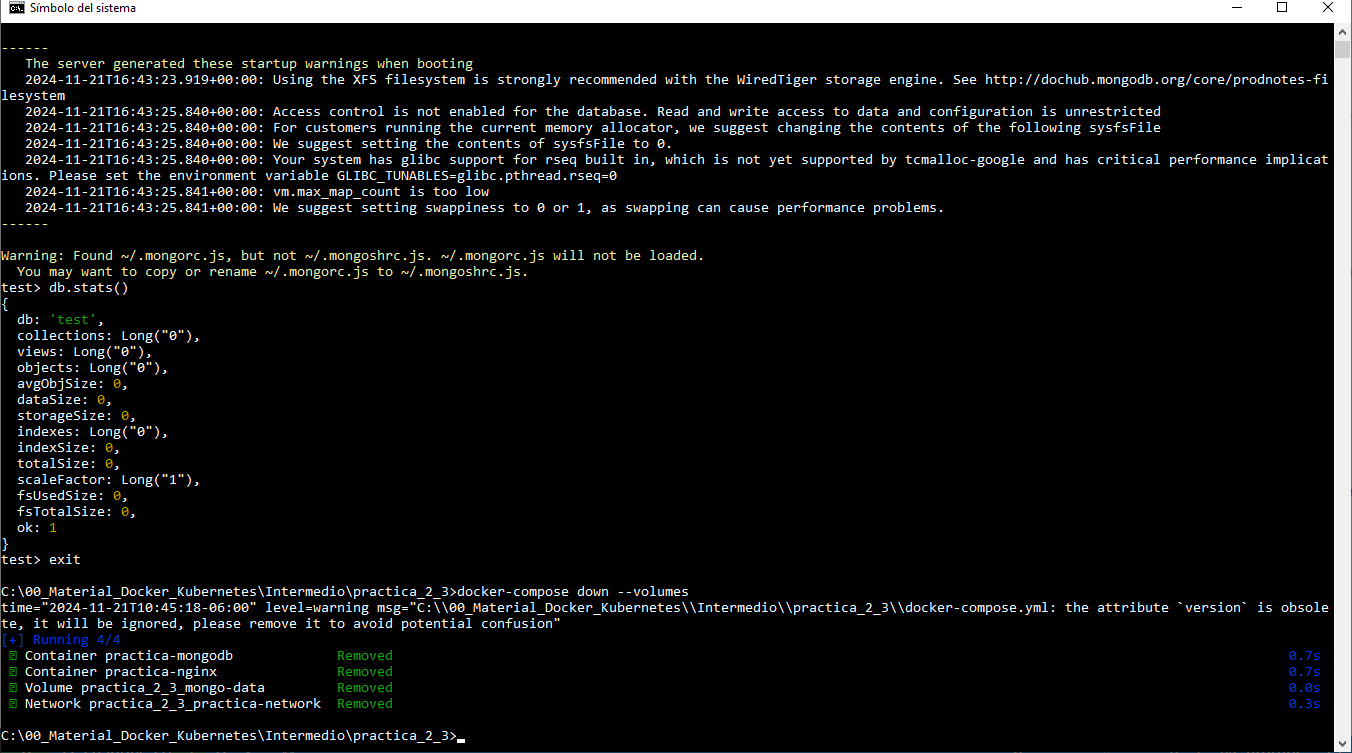 Símbolo del sistema
------
   The server generated these startup warnings when booting
   2024-11-21T16:43:23.919+00:00: Using the XFS filesystem is strongly recommended with the WiredTiger storage engine. See http://dochub.mongodb.org/core/prodnotes-fi
lesystem
   2024-11-21T16:43:25.840+00:00: Access control is not enabled for the database. Read and write access to data and configuration is unrestricted
   2024-11-21T16:43:25.840+00:00: For customers running the current memory allocator, we suggest changing the contents of the following sysfsFile
   2024-11-21T16:43:25.840+00:00: We suggest setting the contents of sysfsFile to 0.
   2024-11-21T16:43:25.840+00:00: Your system has glibc support for rseq built in, which is not yet supported by tcmalloc-google and has critical performance implicat
ions. Please set the environment variable GLIBC_TUNABLES=glibc.pthread.rseq=0
   2024-11-21T16:43:25.841+00:00: vm.max_map_count is too low
   2024-11-21T16:43:25.841+00:00: We suggest setting swappiness to 0 or 1, as swapping can cause performance problems.
------
Warning: Found ~/.mongorc.js, but not ~/.mongoshrc.js. ~/.mongorc.js will not be loaded.
  You may want to copy or rename ~/.mongorc.js to ~/.mongoshrc.js.
test> db.stats()
{
  db: 'test',
  collections: Long("0"),
  views: Long("0"),
  objects: Long("0"),
  avgObjSize: 0,
  dataSize: 0,
  storageSize: 0,
  indexes: Long("0"),
  indexSize: 0,
  totalSize: 0,
  scaleFactor: Long("1"),
  fsUsedSize: 0,
  fsTotalSize: 0,
  ok: 1
}
test> exit
C:\00_Material_Docker_Kubernetes\Intermedio\practica_2_3>docker-compose down --volumes
time="2024-11-21T10:45:18-06:00" level=warning msg="C:\\00_Material_Docker_Kubernetes\\Intermedio\\practica_2_3\\docker-compose.yml: the attribute `version` is obsole
te, it will be ignored, please remove it to avoid potential confusion"
[+] Running 4/4
 Container practica-mongodb Removed 0.7s
 Container practica-nginx Removed 0.7s
 Volume practica_2_3_mongo-data Removed 0.0s
 Network practica_2_3_practica-network Removed 0.3s
C:\00_Material_Docker_Kubernetes\Intermedio\practica_2_3>